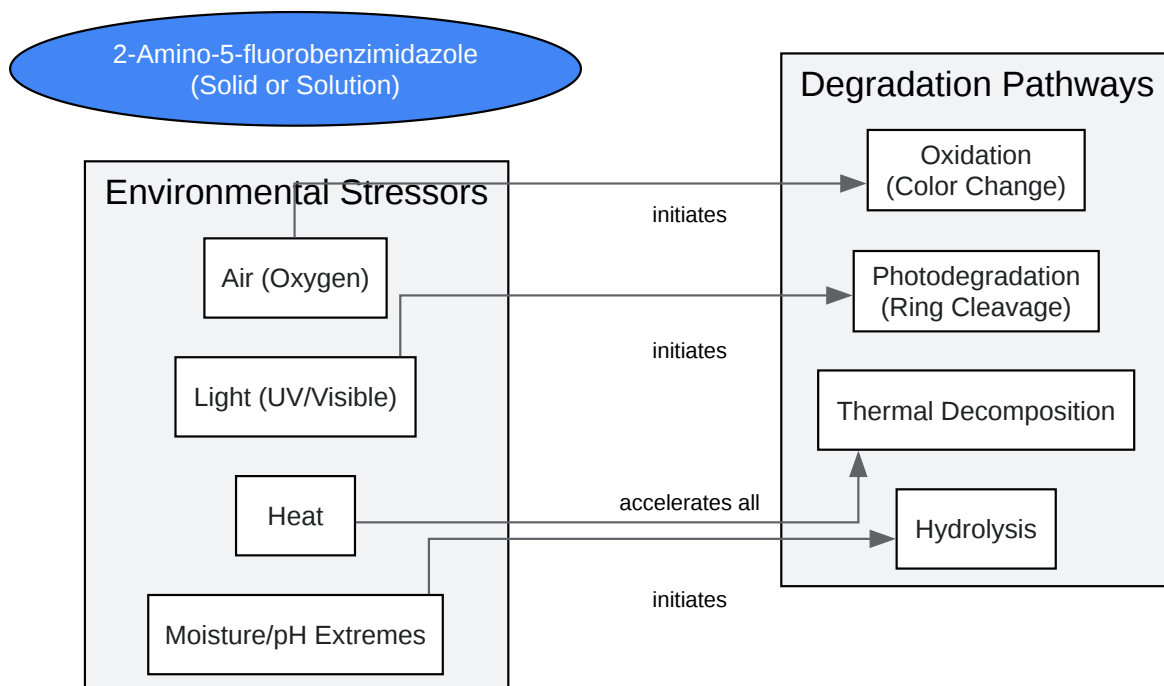 2-Amino-5-fluorobenzimidazole
(Solid or Solution)
Environmental Stressors
Air (Oxygen)
Light (UV/Visible)
Heat
Moisture/pH Extremes
initiates
initiates
accelerates all
initiates
Degradation Pathways
Oxidation
(Color Change)
Photodegradation
(Ring Cleavage)
Thermal Decomposition
Hydrolysis